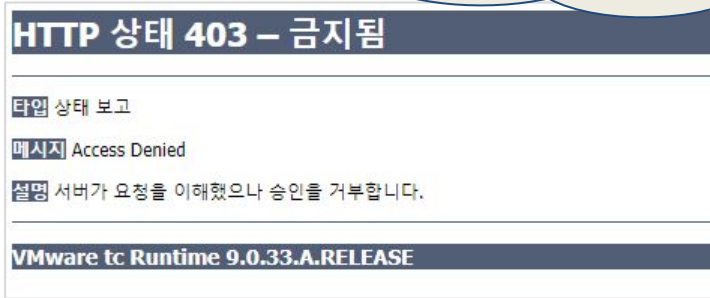 HTTP 상태 403 – 금지됨
타입 상태 보고
메시지 Access Denied
설명 서버가 요청을 이해했으나 승인을 거부합니다.
VMware tc Runtime 9.0.33.A.RELEASE